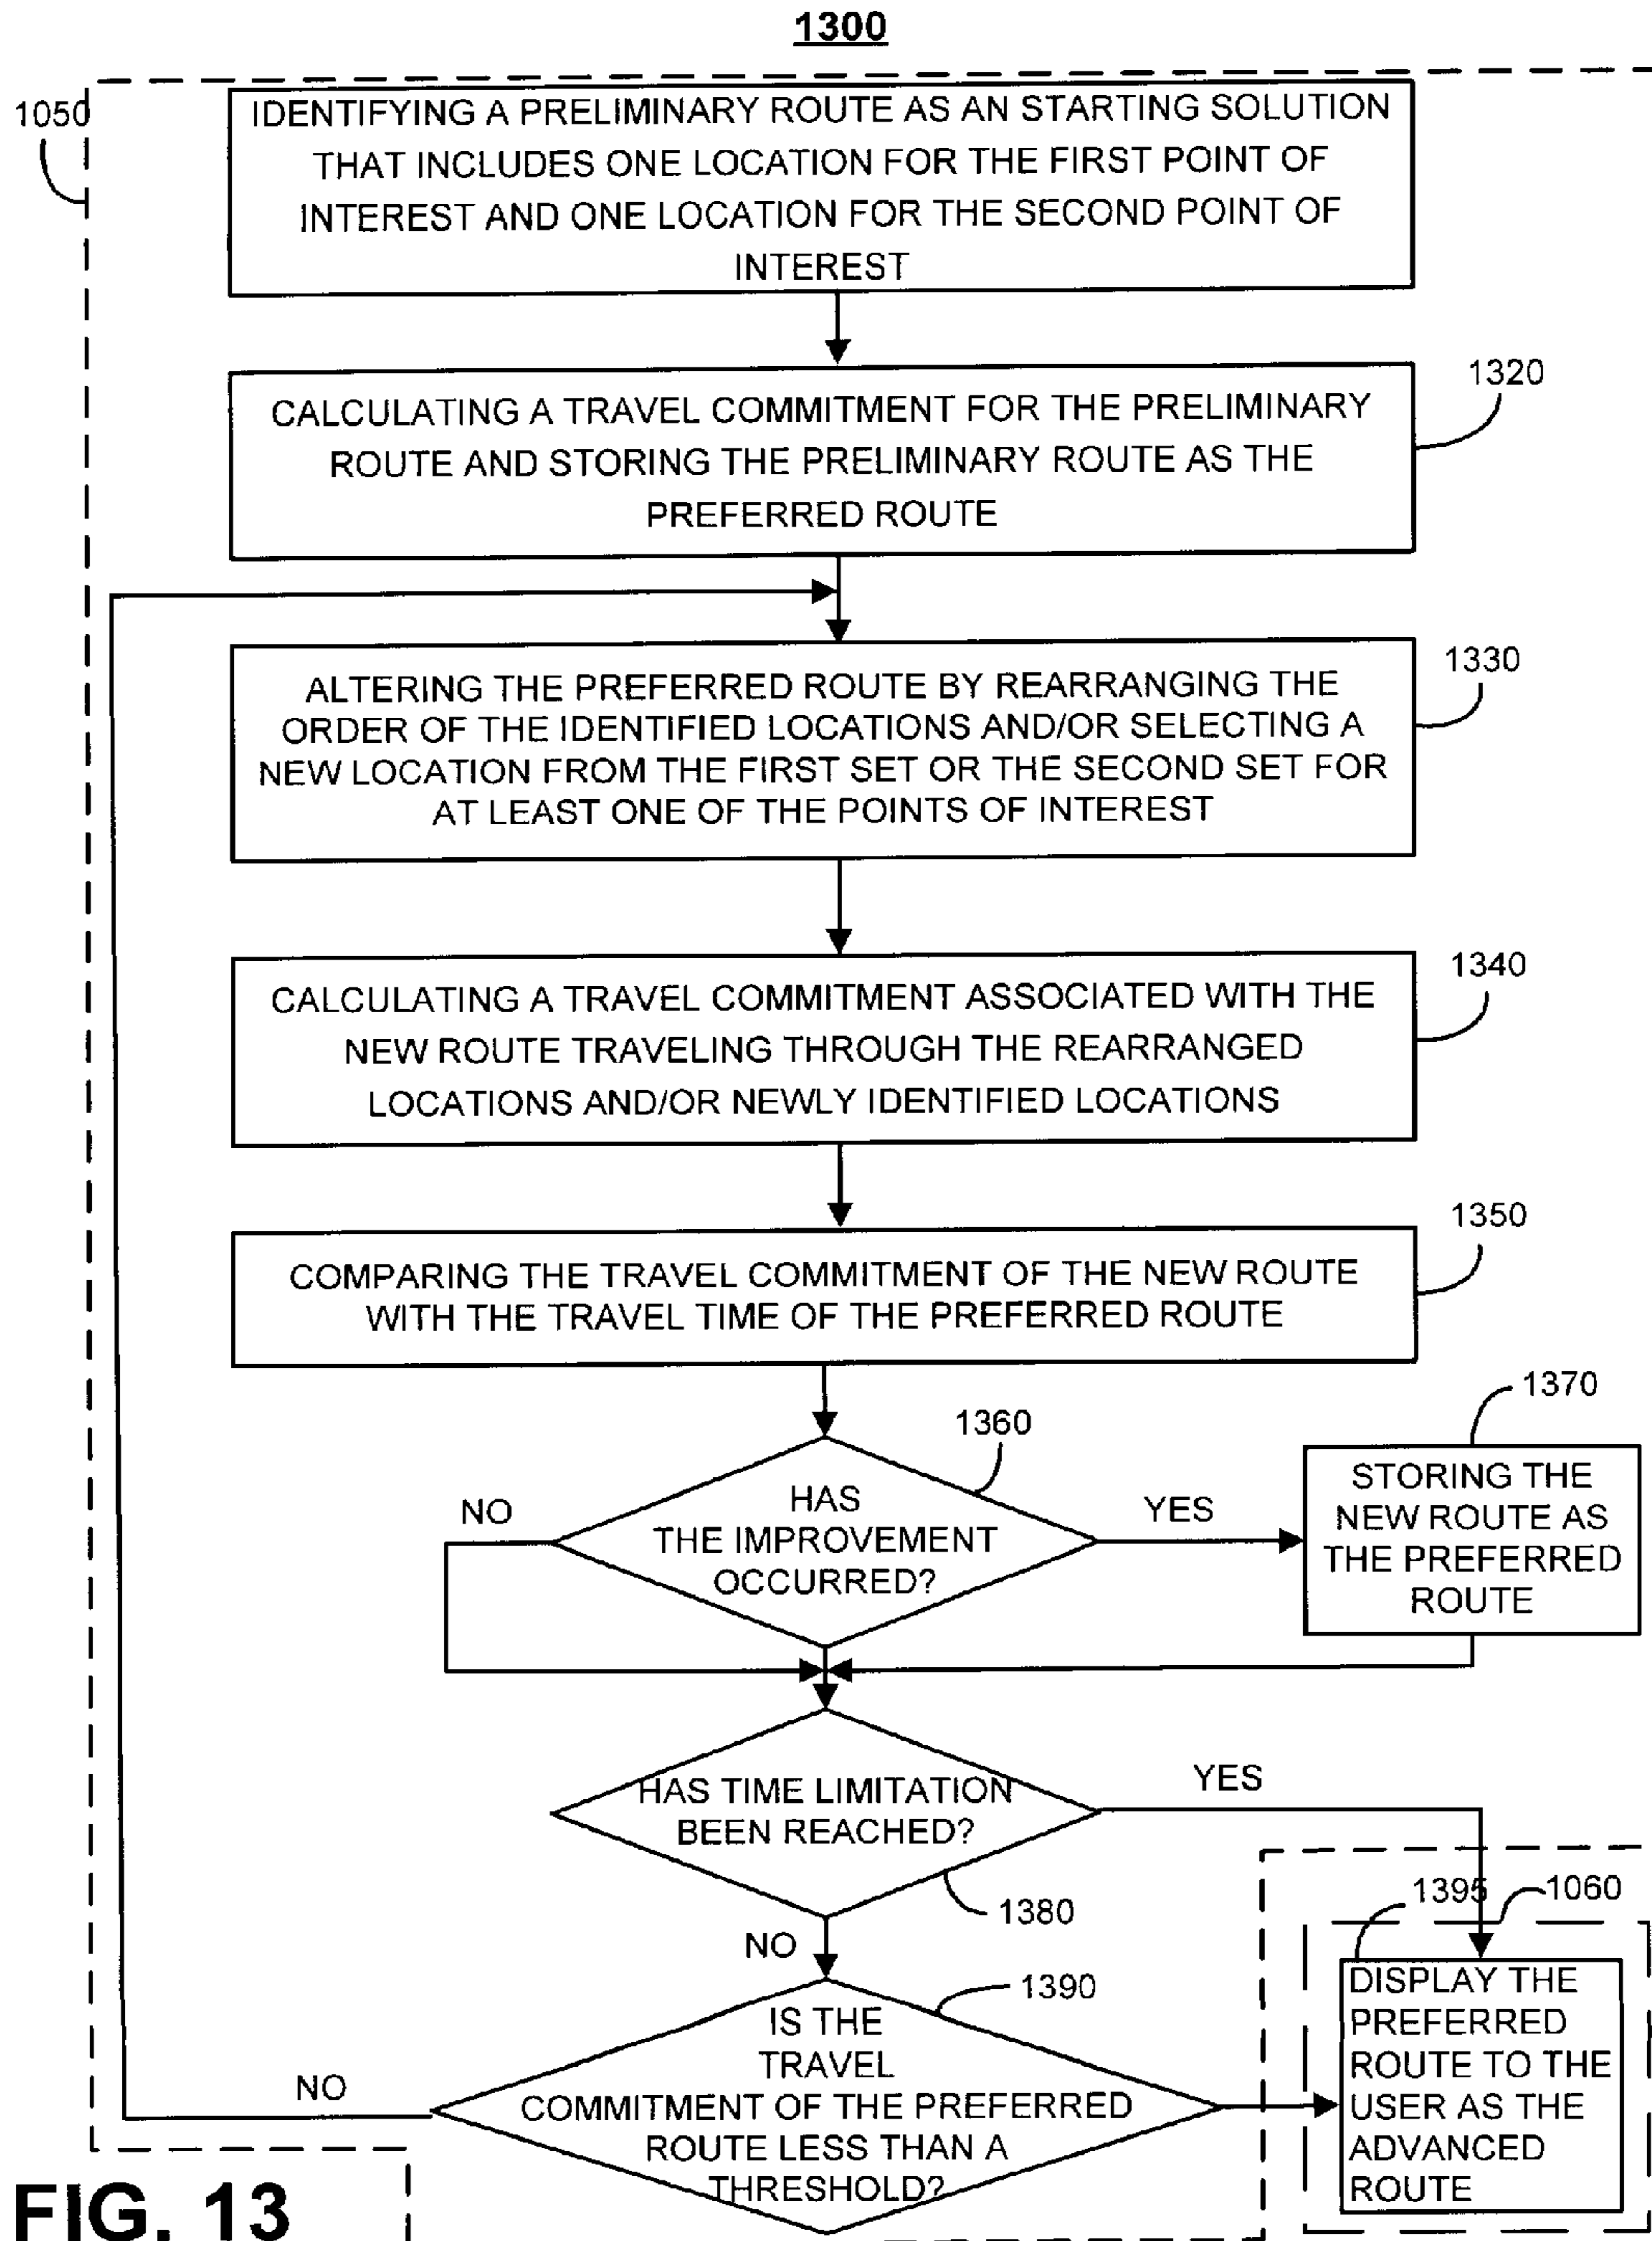 1300
1050
IDENTIFYING A PRELIMINARY ROUTE AS AN STARTING SOLUTION
THAT INCLUDES ONE LOCATION FOR THE FIRST POINT OF
INTEREST AND ONE LOCATION FOR THE SECOND POINT OF
INTEREST
1320
CALCULATING A TRAVEL COMMITMENT FOR THE PRELIMINARY
ROUTE AND STORING THE PRELIMINARY ROUTE AS THE
PREFERRED ROUTE
1330
ALTERING THE PREFERRED ROUTE BY REARRANGING THE
ORDER OF THE IDENTIFIED LOCATIONS AND/OR SELECTING A
NEW LOCATION FROM THE FIRST SET OR THE SECOND SET FOR
AT LEAST ONE OF THE POINTS OF INTEREST
1340
CALCULATING A TRAVEL COMMITMENT ASSOCIATED WITH THE
NEW ROUTE TRAVELING THROUGH THE REARRANGED
LOCATIONS AND/OR NEWLY IDENTIFIED LOCATIONS
1350
COMPARING THE TRAVEL COMMITMENT OF THE NEW ROUTE
WITH THE TRAVEL TIME OF THE PREFERRED ROUTE
1360
HAS
THE IMPROVEMENT
OCCURRED?
NO
YES
1370
STORING THE
NEW ROUTE AS
THE PREFERRED
ROUTE
HAS TIME LIMITATION
BEEN REACHED?
YES
1380
NO
1390
IS THE
TRAVEL
COMMITMENT OF THE PREFERRED
ROUTE LESS THAN A
THRESHOLD?
NO
1395
1060
DISPLAY THE
PREFERRED
ROUTE TO THE
USER AS THE
ADVANCED
ROUTE
FIG. 13